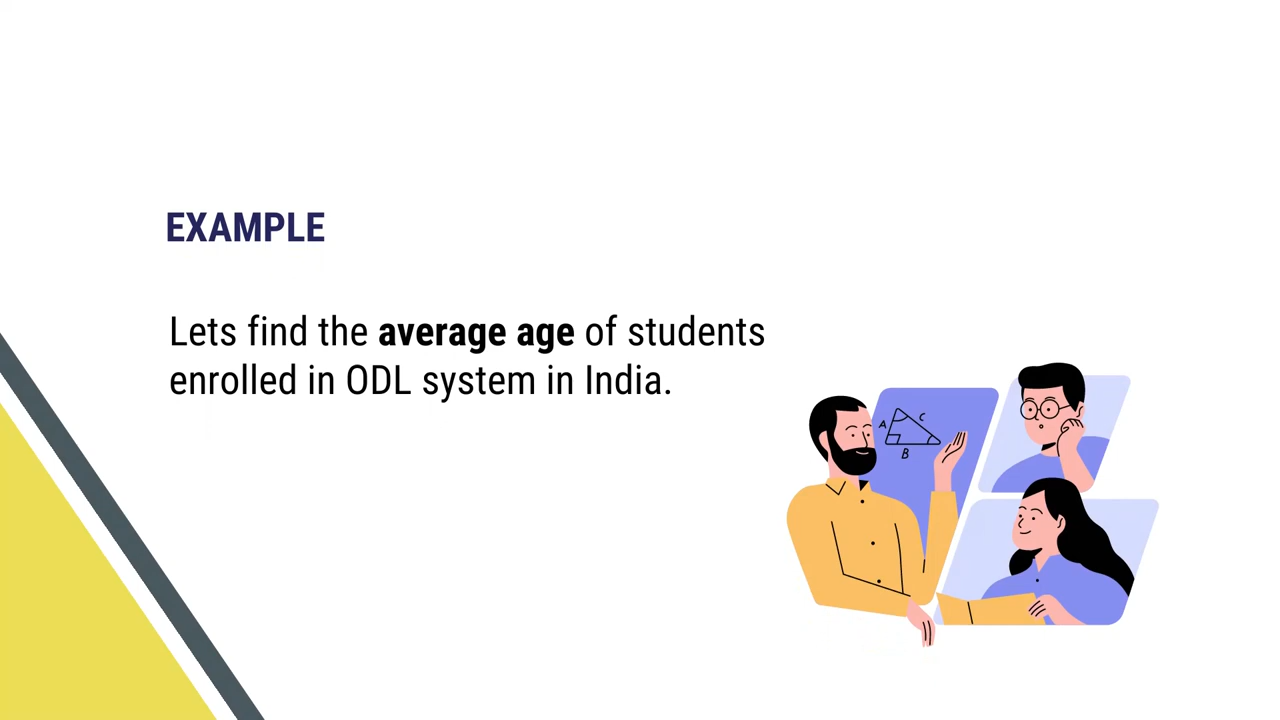 EXAMPLE
Lets find the average age of students
enrolled in ODL system in India.
A
C
B